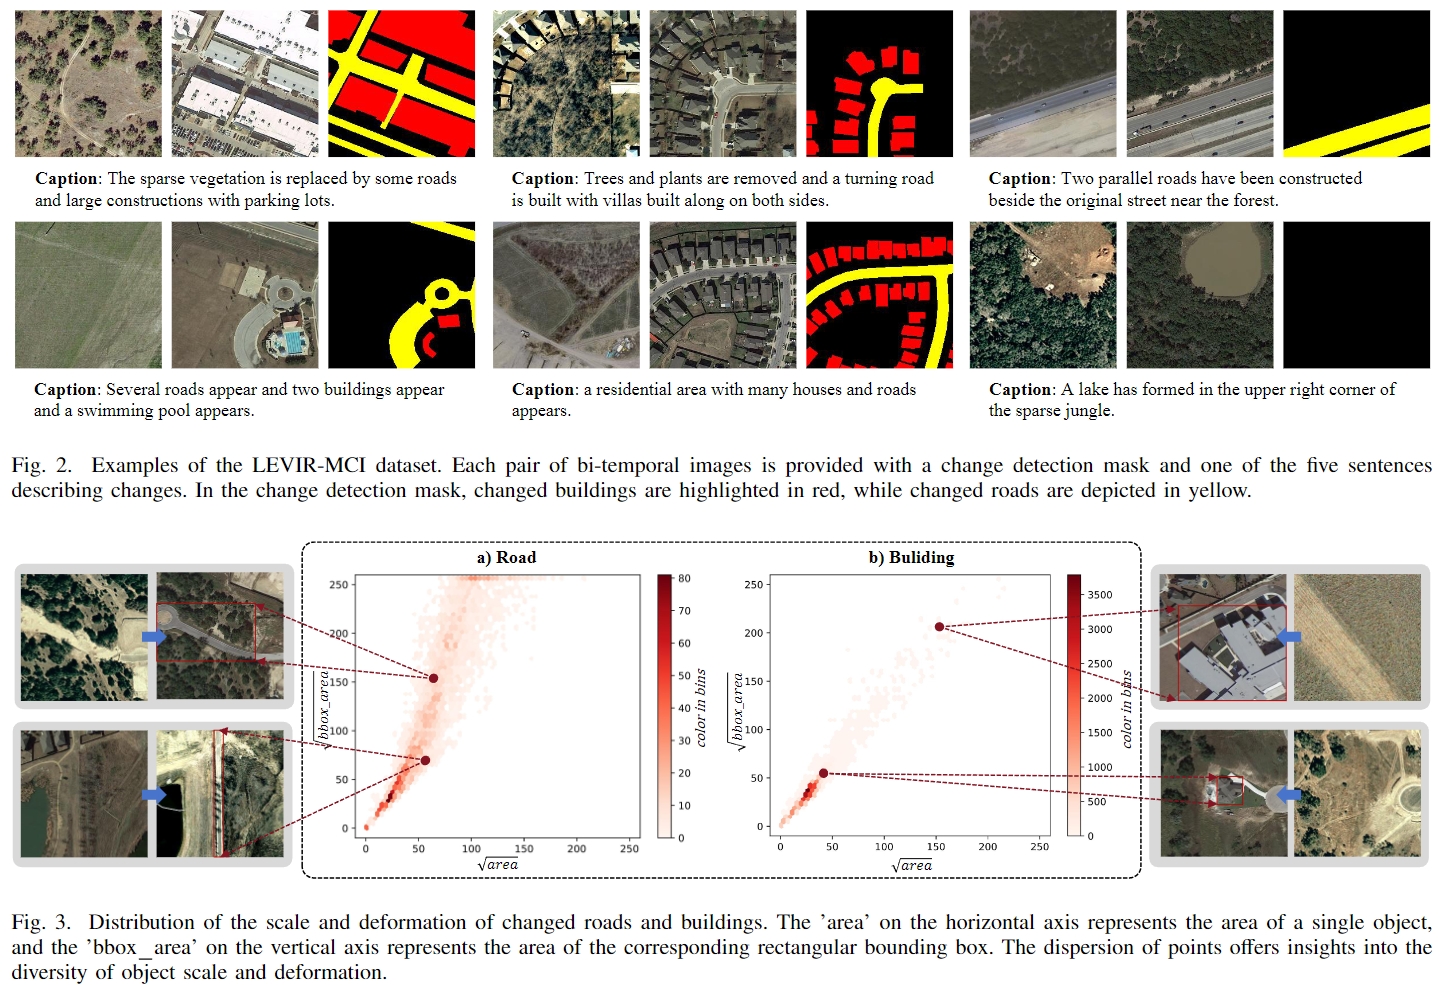 Caption: The sparse vegetation is replaced by some roads
and large constructions with parking lots.
Caption: Trees and plants are removed and a turning road
is built with villas built along on both sides.
Caption: Two parallel roads have been constructed
beside the original street near the forest.
Caption: Several roads appear and two buildings appear
and a swimming pool appears.
Caption: a residential area with many houses and roads
appears.
Caption: A lake has formed in the upper right corner of
the sparse jungle.
Fig. 2. Examples of the LEVIR-MCI dataset. Each pair of bi-temporal images is provided with a change detection mask and one of the five sentences
describing changes. In the change detection mask, changed buildings are highlighted in red, while changed roads are depicted in yellow.
a) Road
250
200
150
100
50
0
√bbox_area
0 50 100 150 200 250
√area
80
70
60
50
40
30
20
10
0
color in bins
b) Buliding
250
200
150
100
50
0
√bbox_area
0 50 100 150 200 250
√area
3500
3000
2500
2000
1500
1000
500
0
color in bins
Fig. 3. Distribution of the scale and deformation of changed roads and buildings. The ’area’ on the horizontal axis represents the area of a single object,
and the ’bbox_area’ on the vertical axis represents the area of the corresponding rectangular bounding box. The dispersion of points offers insights into the
diversity of object scale and deformation.